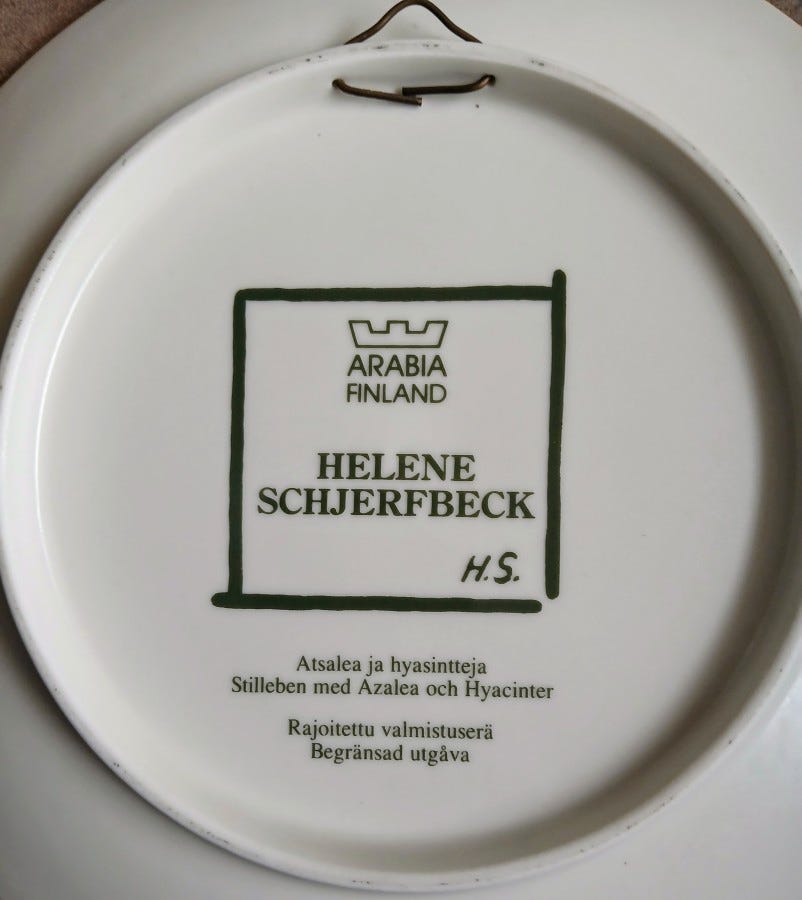 ARABIA
FINLAND
HELENE
SCHJERFBECK
H.S.
Atsalea ja hyasintteja
Stilleben med Azalea och Hyacinter
Rajoitettu valmistuserä
Begränsad utgåva